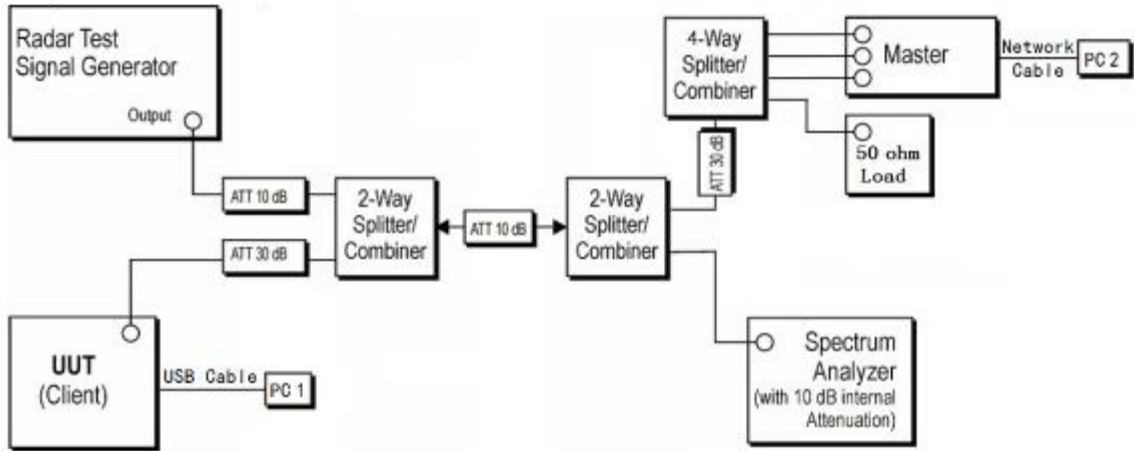 Radar Test
Signal Generator
Output
ATT 10 dB
ATT 30 dB
2-Way
Splitter/
Combiner
ATT 10 dB
2-Way
Splitter/
Combiner
ATT 30 dB
4-Way
Splitter/
Combiner
Master
Network
Cable
PC 2
50 ohm
Load
UUT
(Client)
USB Cable
PC 1
Spectrum
Analyzer
(with 10 dB internal
Attenuation)